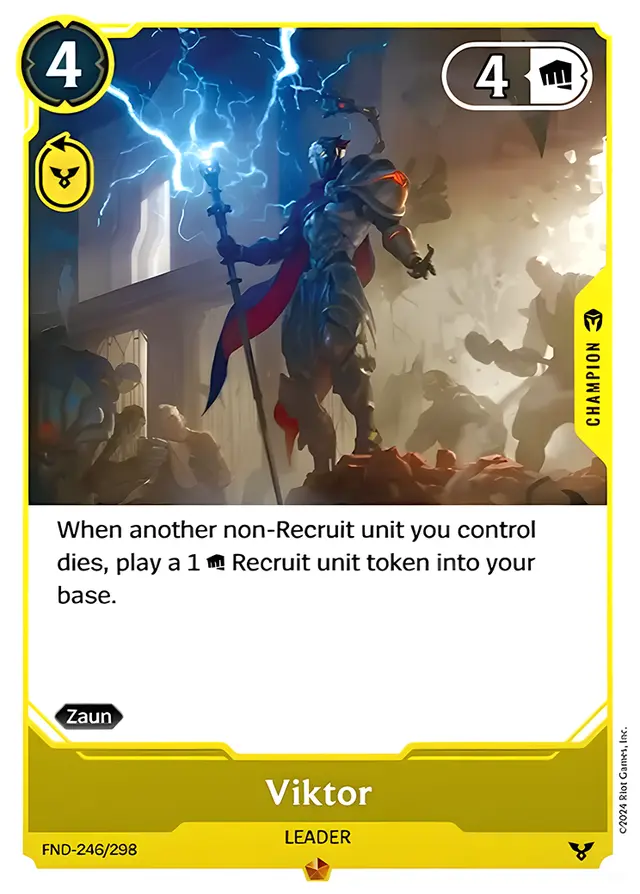 4
4
CHAMPION
When another non-Recruit unit you control
dies, play a 1 Recruit unit token into your
base.
Zaun
Viktor
LEADER
FND-246/298
©2024 Riot Games, Inc.